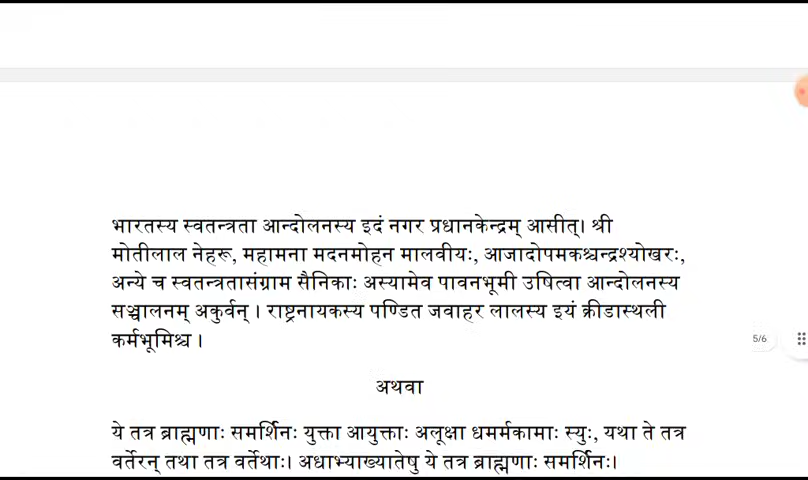 भारतस्य स्वतन्त्रता आन्दोलनस्य इदं नगर प्रधानकेन्द्रम् आसीत्। श्री
मोतीलाल नेहरू, महामना मदनमोहन मालवीयः, आजादोपमकश्चन्द्रश्योखरः,
अन्ये च स्वतन्त्रतासंग्राम सैनिकाः अस्यामेव पावनभूमी उषित्वा आन्दोलनस्य
सञ्चालनम् अकुर्वन् । राष्ट्रनायकस्य पण्डित जवाहर लालस्य इयं क्रीडास्थली
कर्मभूमिश्च ।
5/6
अथवा
ये तत्र ब्राह्मणाः समर्शिनः युक्ता आयुक्ताः अलूक्षा धमर्मकामाः स्युः, यथा ते तत्र
वर्तेरन् तथा तत्र वर्तेथाः। अधाभ्याख्यातेषु ये तत्र ब्राह्मणाः समर्शिनः।